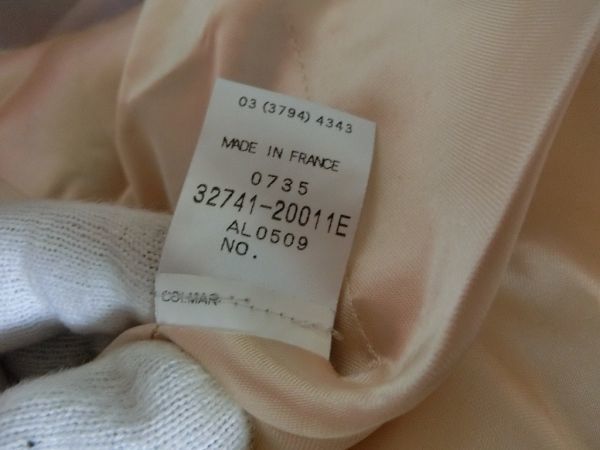 03 (3794) 4343
MADE IN FRANCE
0735
32741-20011E
AL0509
NO.
COLMAR